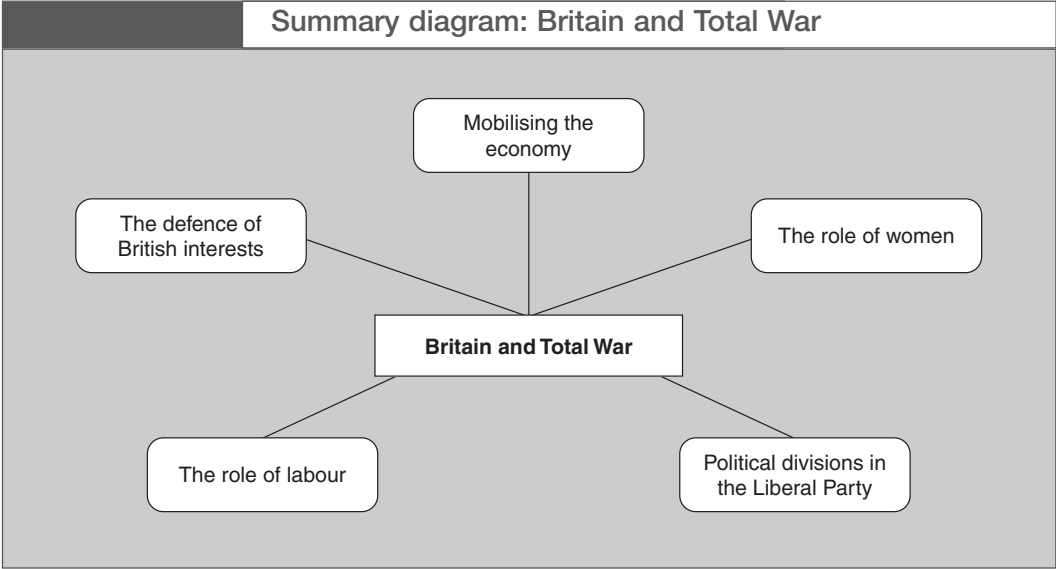 Summary diagram: Britain and Total War
Mobilising the
economy
The defence of
British interests
The role of women
Britain and Total War
The role of labour
Political divisions in
the Liberal Party